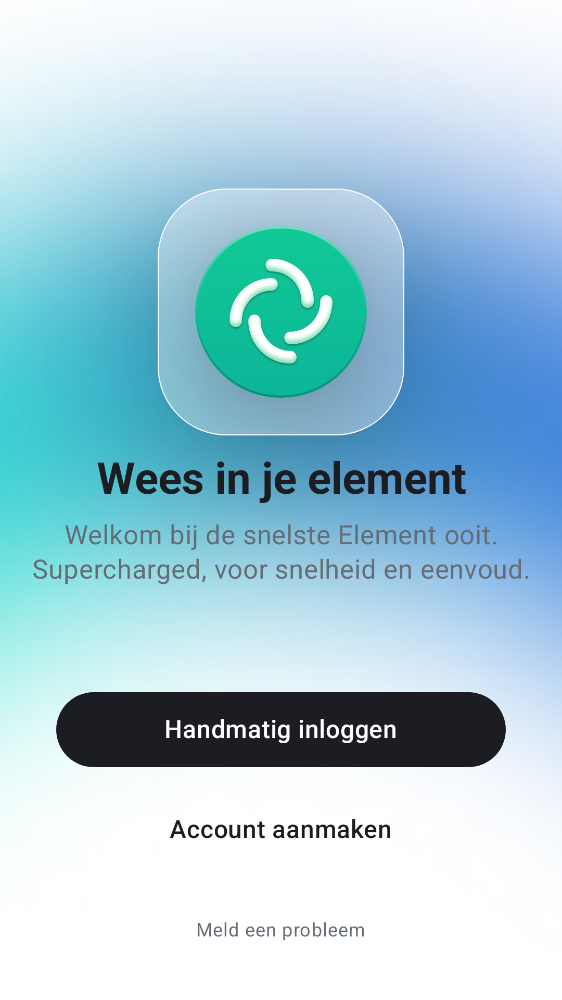 Wees in je element
Welkom bij de snelste Element ooit.
Supercharged, voor snelheid en eenvoud.
Handmatig inloggen
Account aanmaken
Meld een probleem